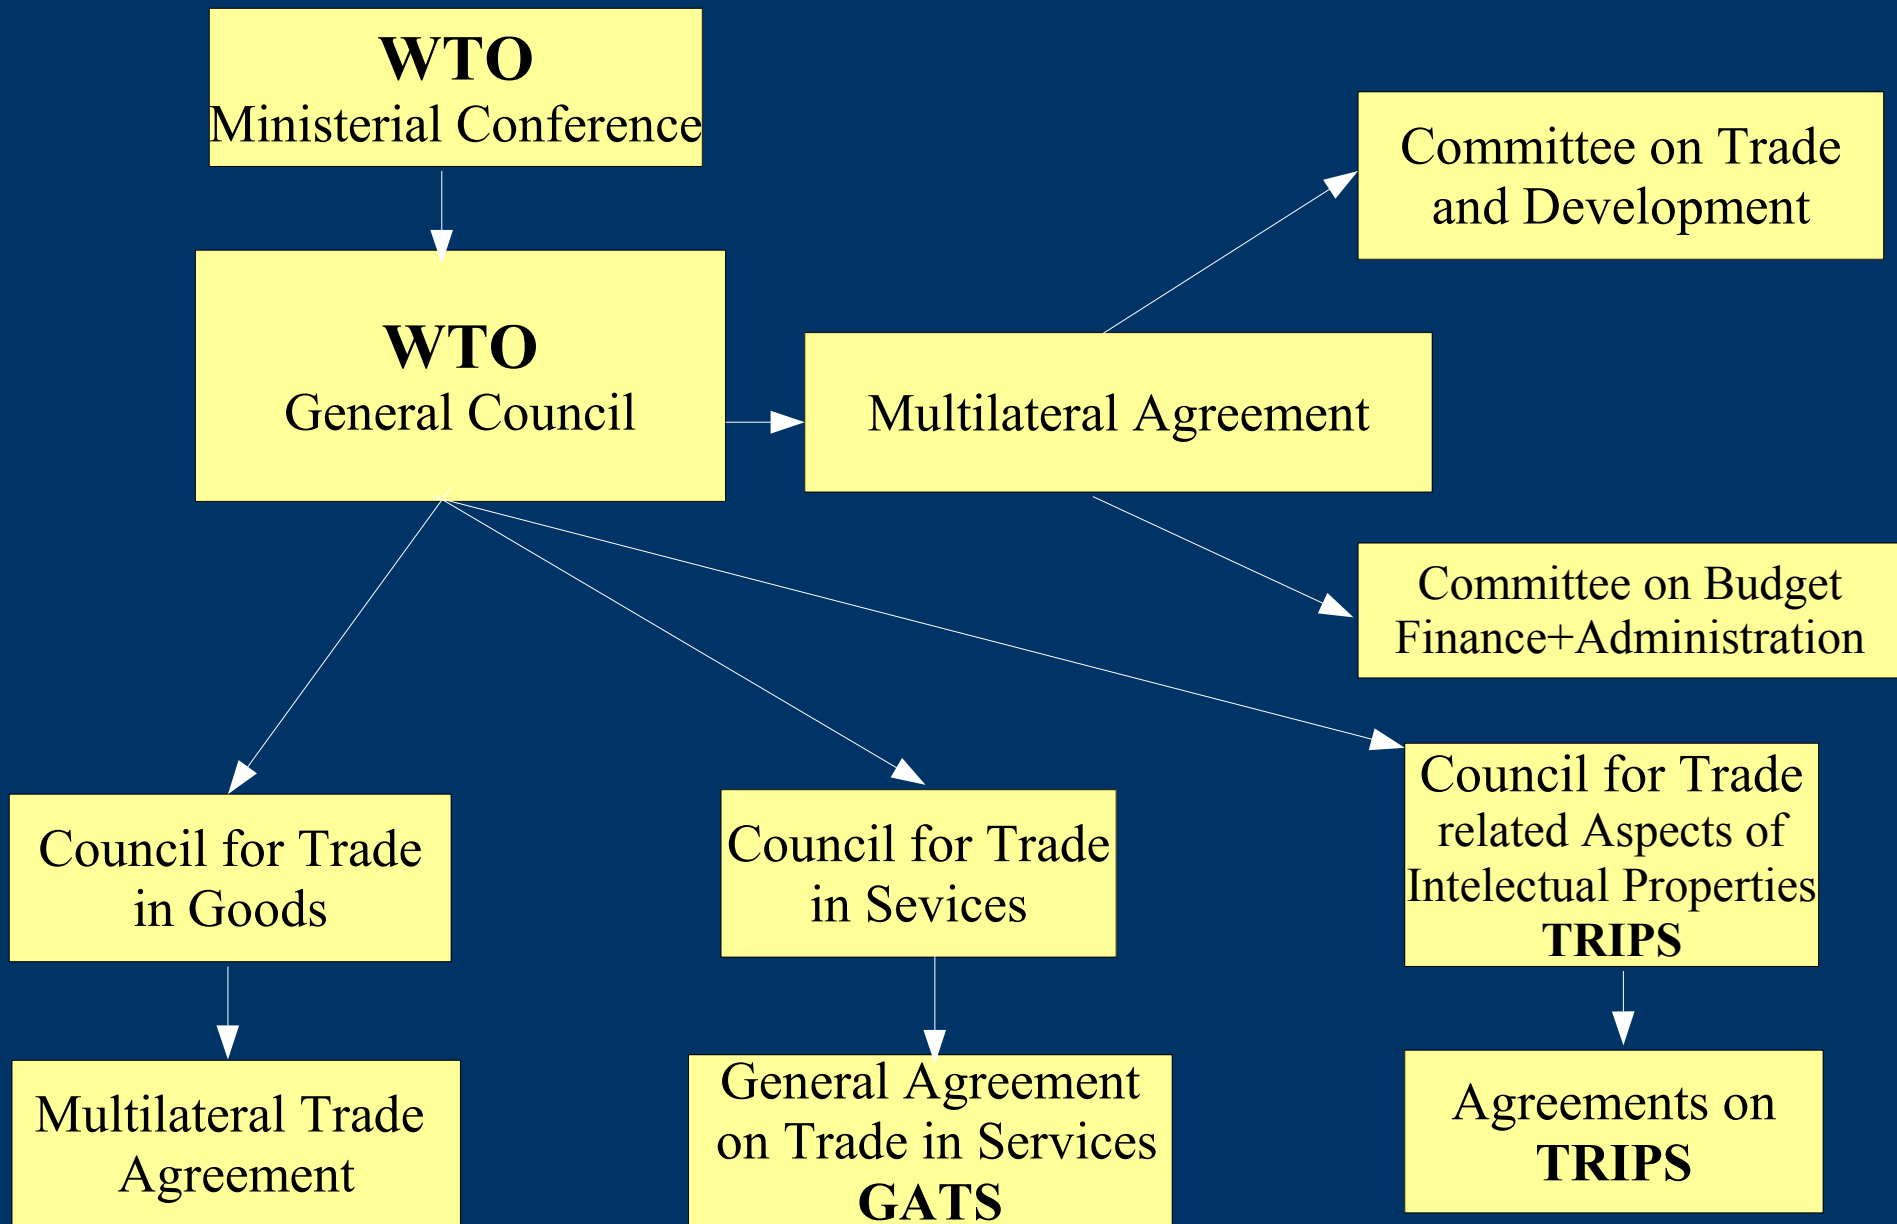 WTO
Ministerial Conference
Committee on Trade
and Development
WTO
General Council
Multilateral Agreement
Committee on Budget
Finance+Administration
Council for Trade
in Goods
Council for Trade
in Sevices
Council for Trade
related Aspects of
Intelectual Properties
TRIPS
Multilateral Trade
Agreement
General Agreement
on Trade in Services
GATS
Agreements on
TRIPS